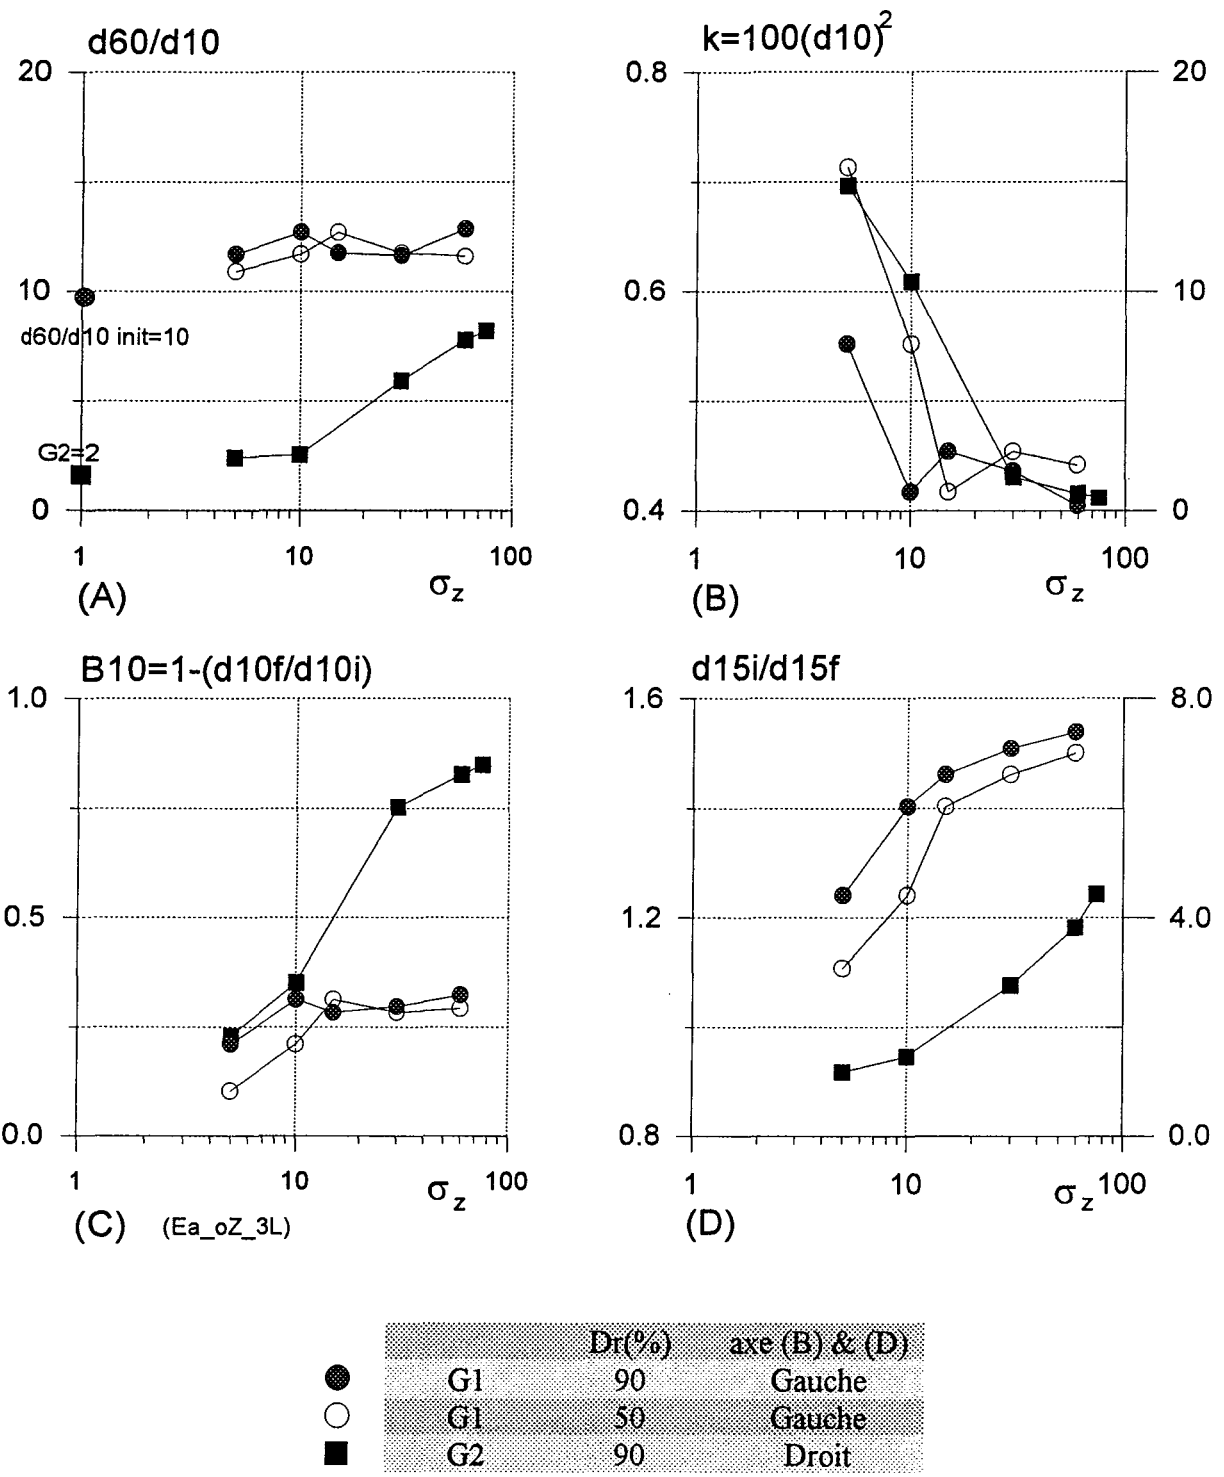 d60/d10
20
10
0
d60/d10 init=10
G2=2
1
10
100
σz
(A)
k=100(d10)²
0.8
0.6
0.4
20
10
0
1
10
100
σz
(B)
B10=1-(d10f/d10i)
1.0
0.5
0.0
1
10
100
σz
(C)
(Ea_oZ_3L)
d15i/d15f
1.6
1.2
0.8
8.0
4.0
0.0
1
10
100
σz
(D)
Dr(%) axe (B) & (D)
G1 90 Gauche
G1 50 Gauche
G2 90 Droit